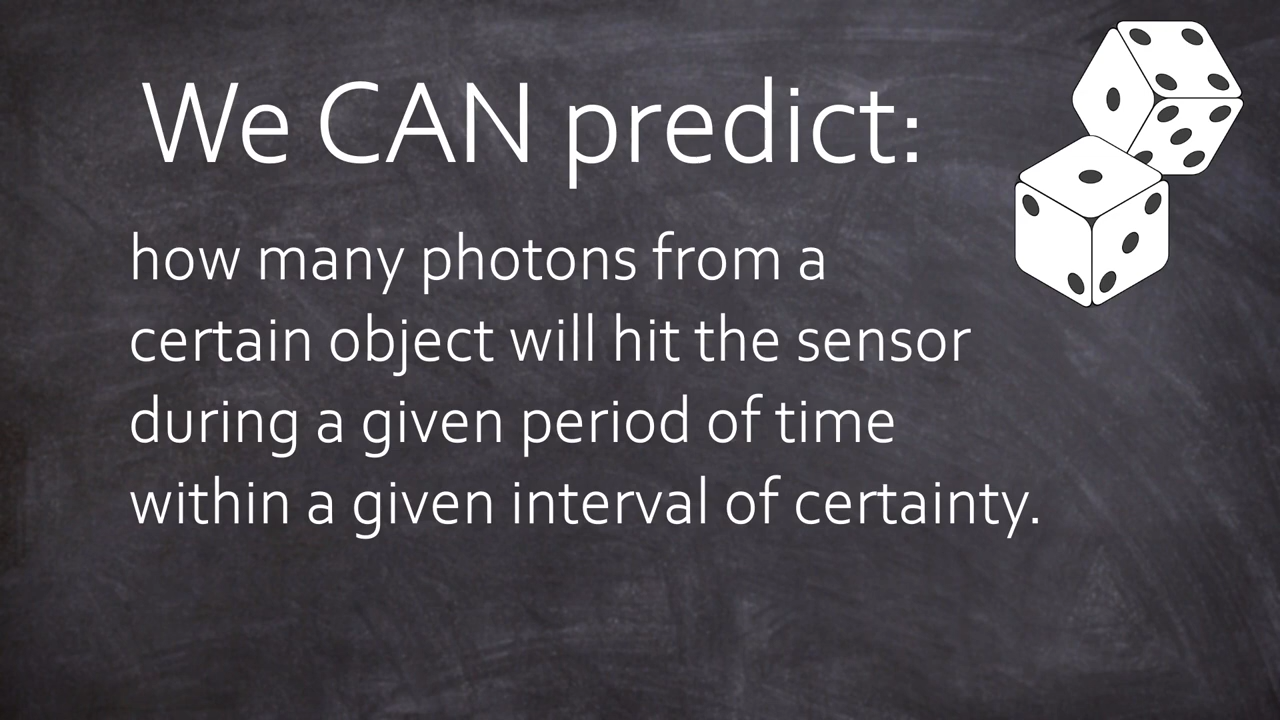 We CAN predict:
how many photons from a
certain object will hit the sensor
during a given period of time
within a given interval of certainty.